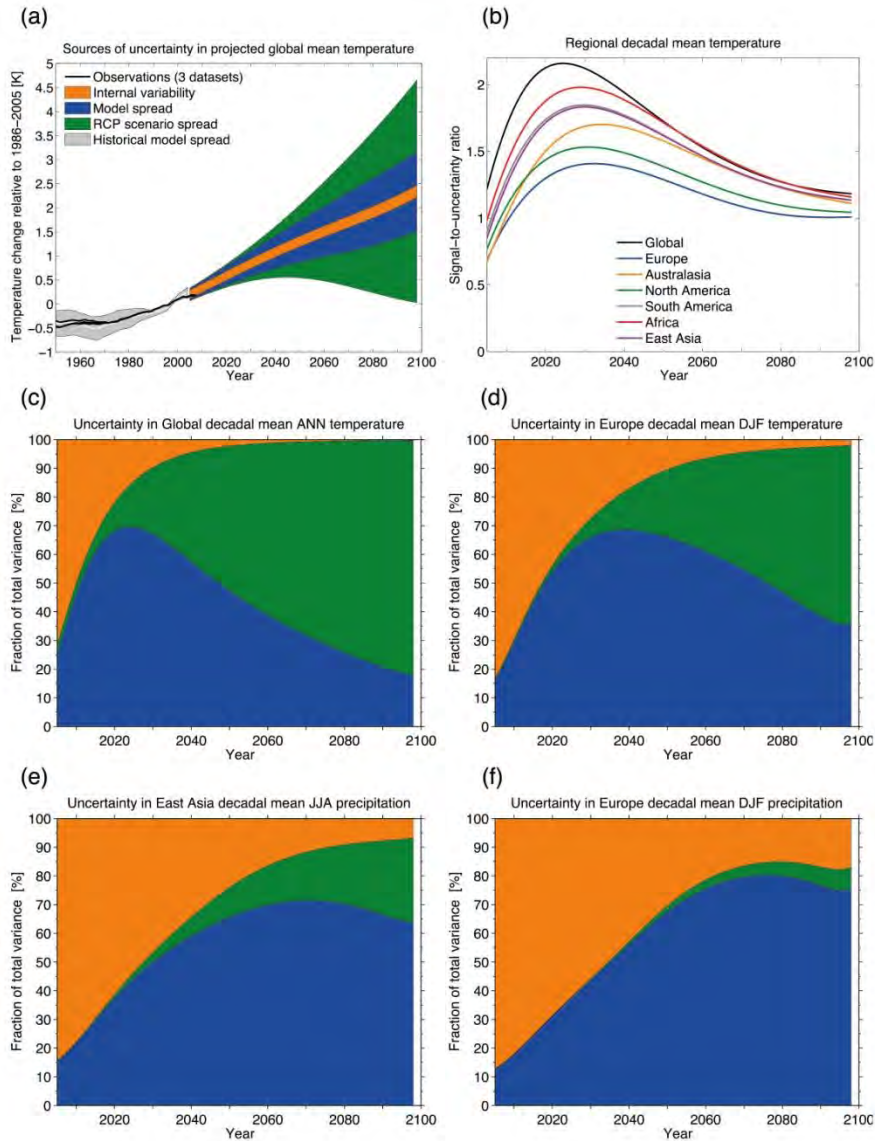 (a)
Sources of uncertainty in projected global mean temperature
Temperature change relative to 1986−2005 [K]
5
4.5
4
3.5
3
2.5
2
1.5
1
0.5
0
−0.5
−1
Observations (3 datasets)
Internal variability
Model spread
RCP scenario spread
Historical model spread
1960 1980 2000 2020 2040 2060 2080 2100
Year
(b)
Regional decadal mean temperature
Signal−to−uncertainty ratio
2
1.5
1
0.5
0
Global
Europe
Australasia
North America
South America
Africa
East Asia
2020 2040 2060 2080 2100
Year
(c)
Uncertainty in Global decadal mean ANN temperature
Fraction of total variance [%]
100
90
80
70
60
50
40
30
20
10
0
2020 2040 2060 2080 2100
Year
(d)
Uncertainty in Europe decadal mean DJF temperature
Fraction of total variance [%]
100
90
80
70
60
50
40
30
20
10
0
2020 2040 2060 2080 2100
Year
(e)
Uncertainty in East Asia decadal mean JJA precipitation
Fraction of total variance [%]
100
90
80
70
60
50
40
30
20
10
0
2020 2040 2060 2080 2100
Year
(f)
Uncertainty in Europe decadal mean DJF precipitation
Fraction of total variance [%]
100
90
80
70
60
50
40
30
20
10
0
2020 2040 2060 2080 2100
Year